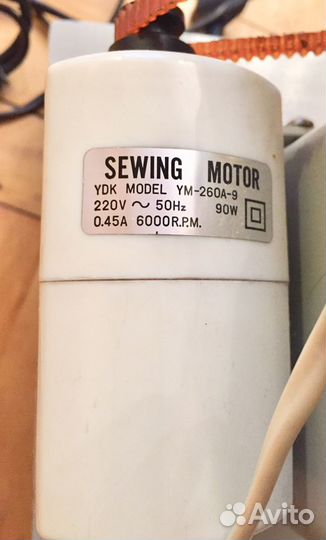 SEWING MOTOR
YDK MODEL YM-260A-9
220V ~ 50Hz 90W
0.45A 6000R.P.M.
Avito